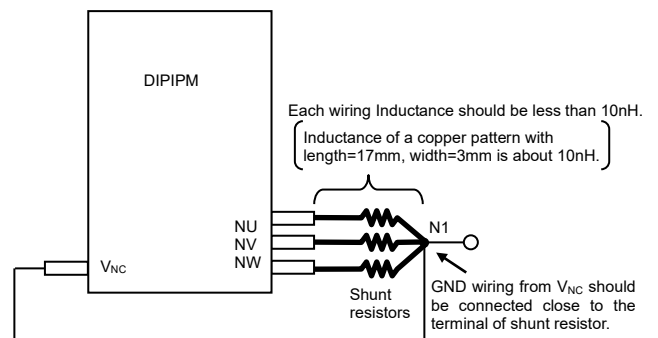 DIPIPM
Each wiring Inductance should be less than 10nH.
Inductance of a copper pattern with
length=17mm, width=3mm is about 10nH.
NU
NV
NW
N1
VNC
Shunt
resistors
GND wiring from VNC should
be connected close to the
terminal of shunt resistor.